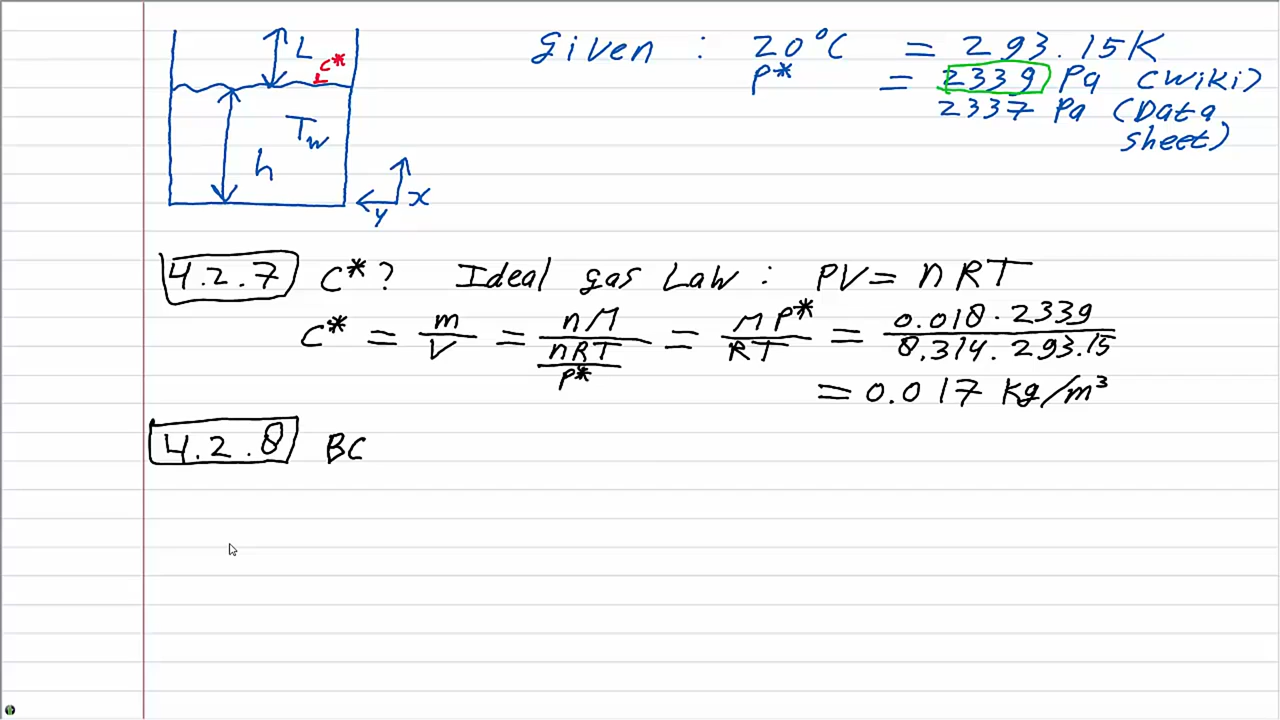 L
C*
Tw
h
x
y
Given : 20°C = 293.15K
P* = 2339 Pa (wiki)
2337 Pa (Data
sheet)
4.2.7 C*? Ideal gas Law : PV = nRT
C* = m/V = nM/(nRT/P*) = MP*/RT = 0.018·2339/8.314·293.15
= 0.017 kg/m³
4.2.8 BC